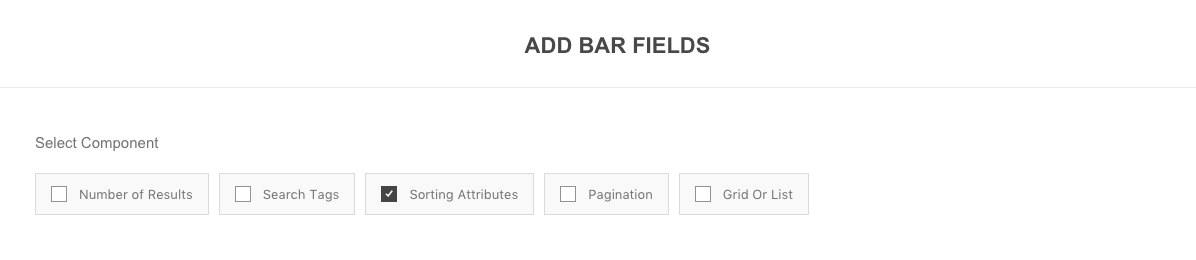 ADD BAR FIELDS
Select Component
Number of Results Search Tags Sorting Attributes Pagination Grid Or List